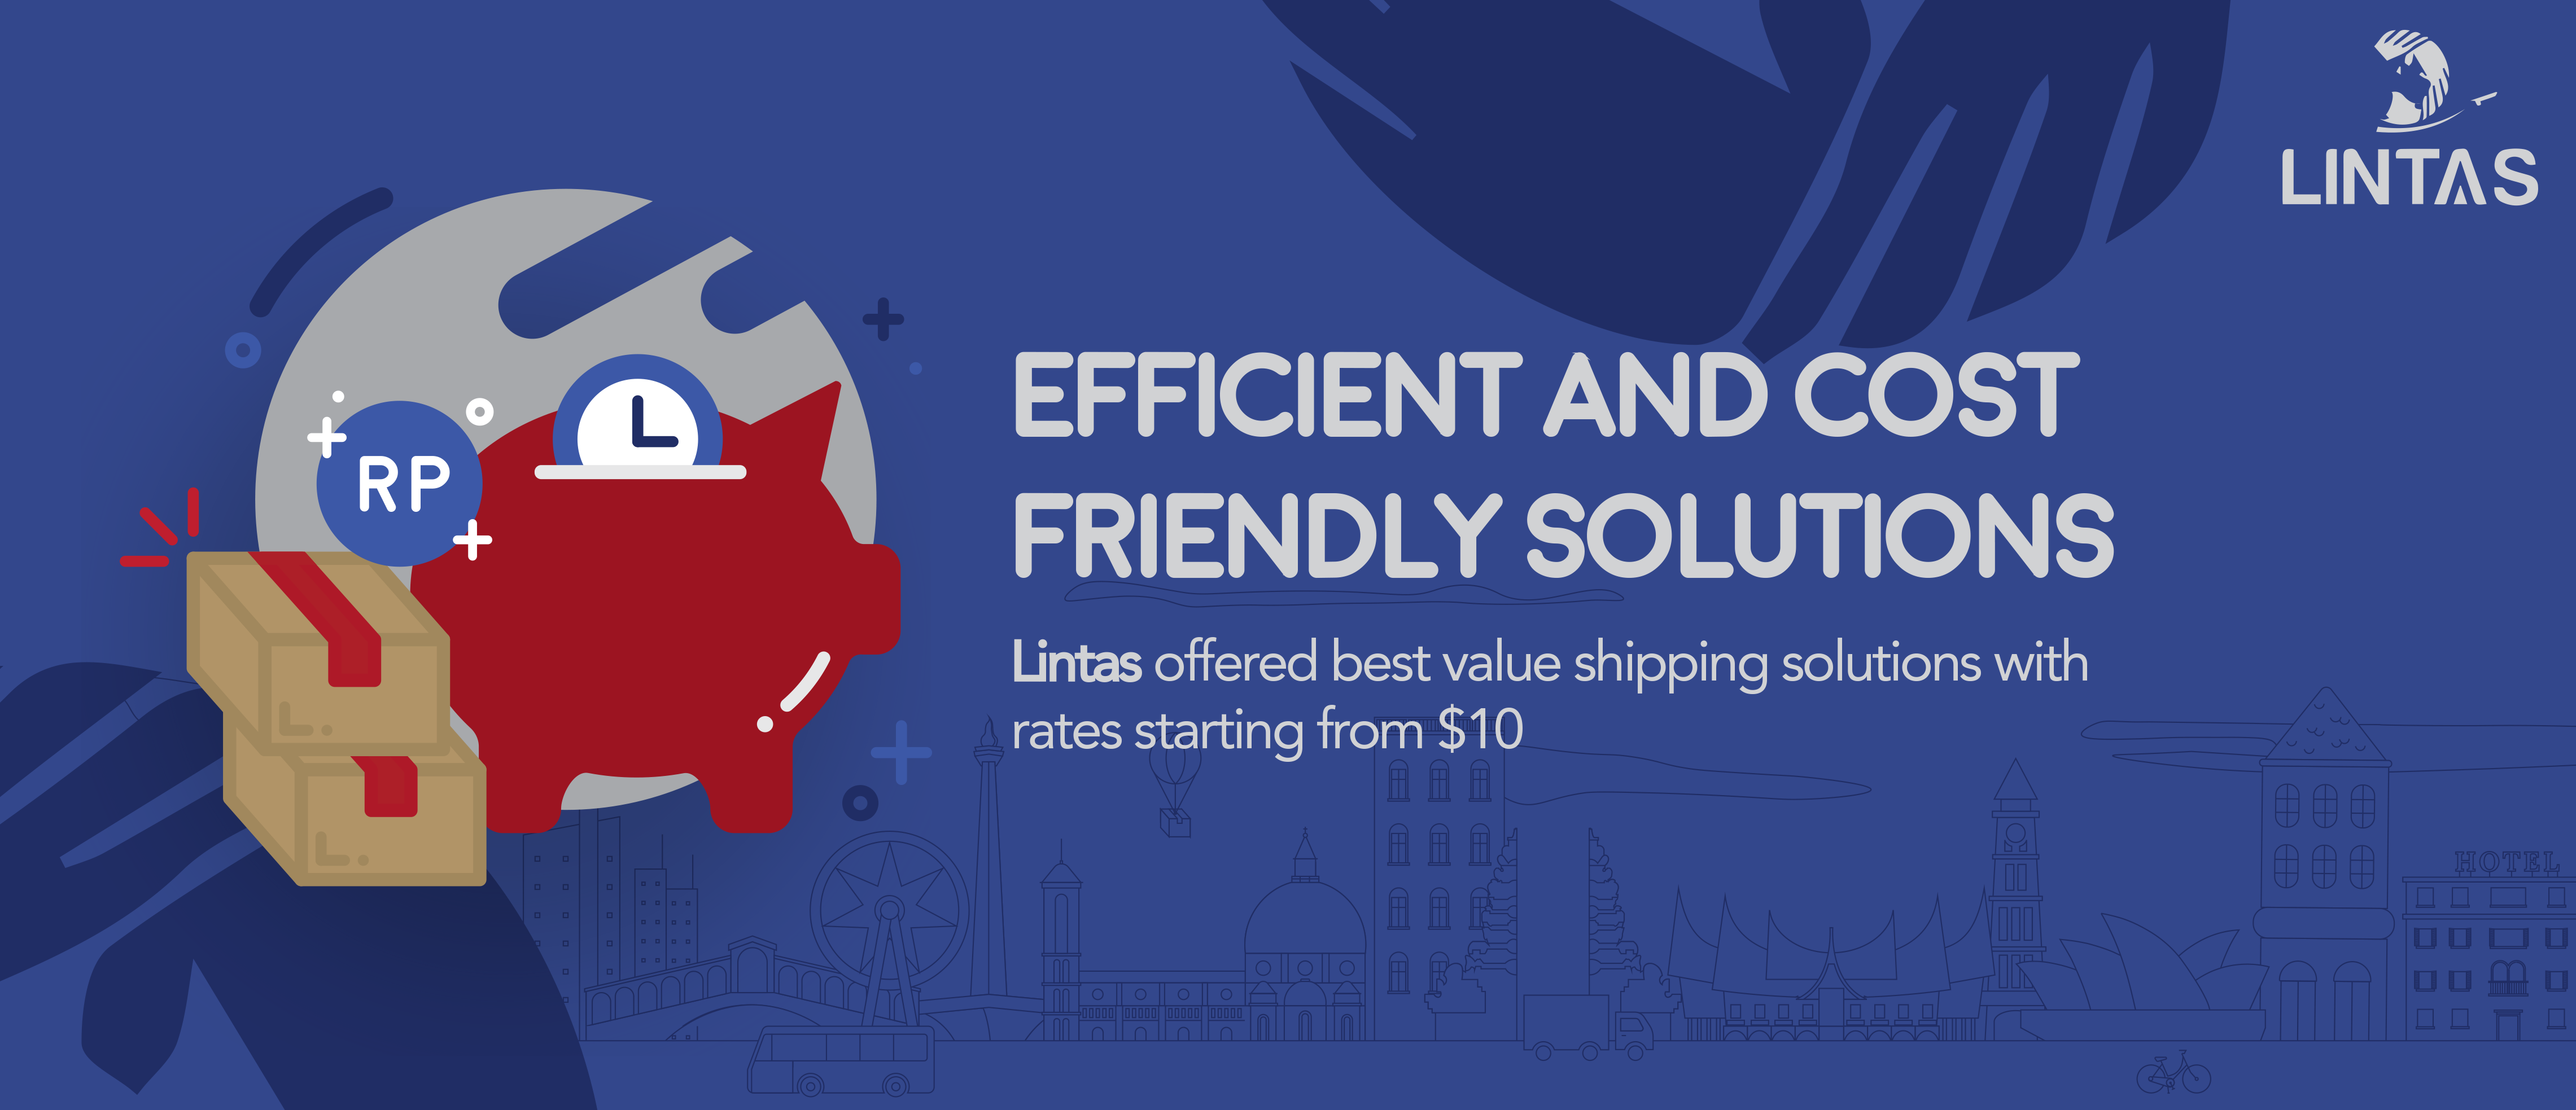 LINTAS
RP
EFFICIENT AND COST
FRIENDLY SOLUTIONS
Lintas offered best value shipping solutions with
rates starting from $10
HOTEL